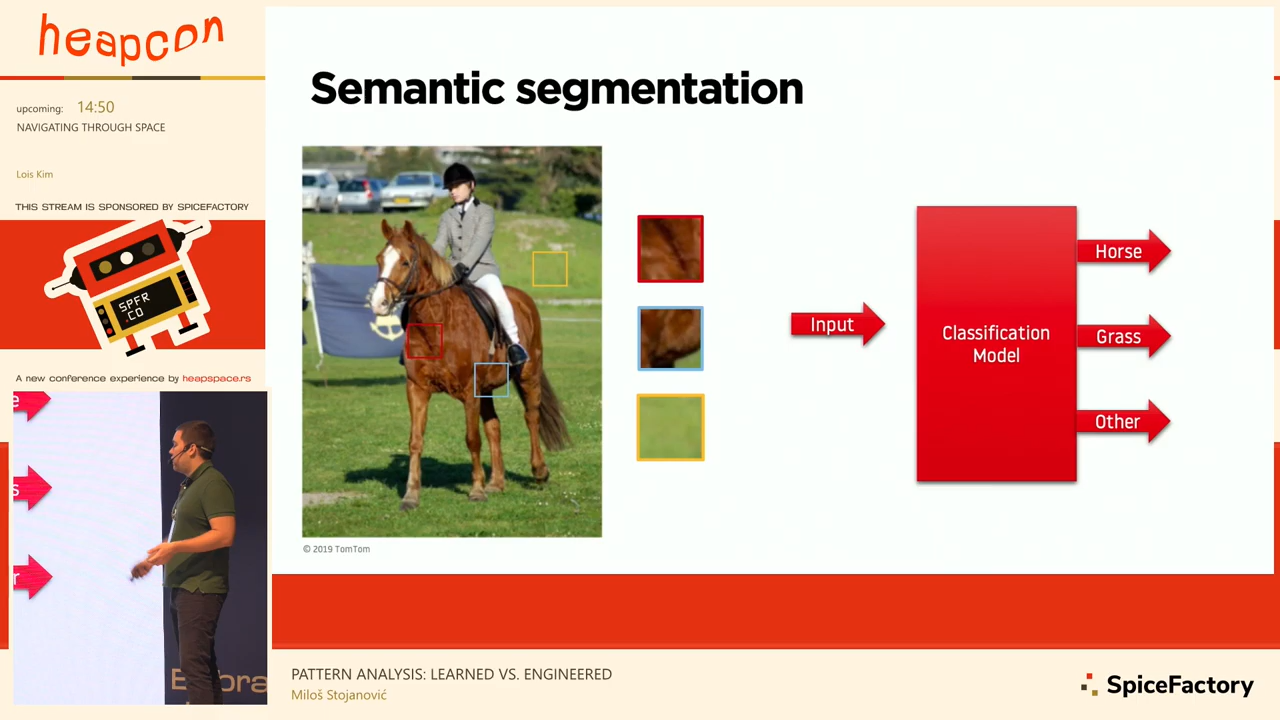 heapcon
upcoming: 14:50
NAVIGATING THROUGH SPACE
Lois Kim
THIS STREAM IS SPONSORED BY SPICEFACTORY
SPFR
.CO
A new conference experience by heapspace.rs
Semantic segmentation
Input
Classification
Model
Horse
Grass
Other
© 2019 TomTom
PATTERN ANALYSIS: LEARNED VS. ENGINEERED
Miloš Stojanović
SpiceFactory